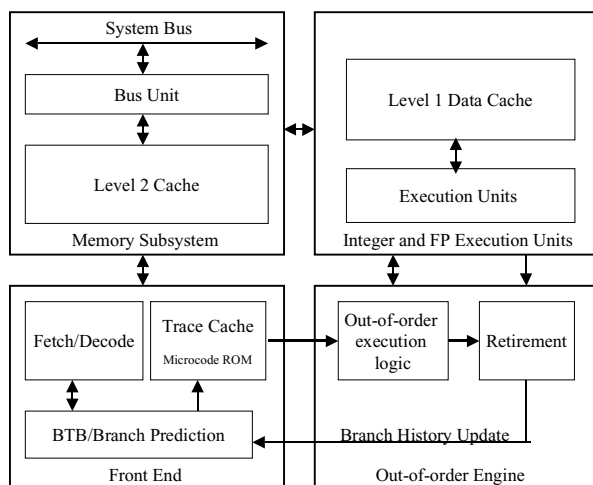 System Bus
Bus Unit
Level 2 Cache
Memory Subsystem
Level 1 Data Cache
Execution Units
Integer and FP Execution Units
Fetch/Decode
Trace Cache
Microcode ROM
BTB/Branch Prediction
Front End
Out-of-order
execution
logic
Retirement
Branch History Update
Out-of-order Engine